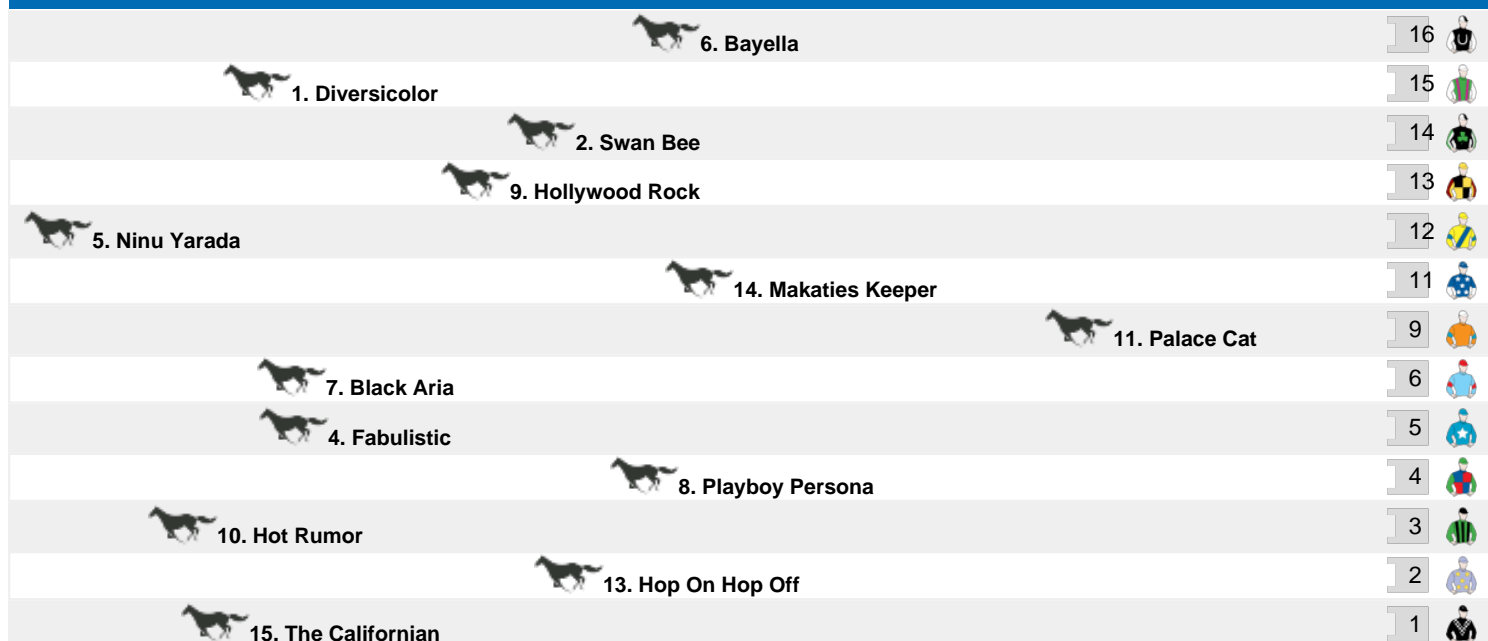 6. Bayella 16
1. Diversicolor 15
2. Swan Bee 14
9. Hollywood Rock 13
5. Ninu Yarada 12
14. Makaties Keeper 11
11. Palace Cat 9
7. Black Aria 6
4. Fabulistic 5
8. Playboy Persona 4
10. Hot Rumor 3
13. Hop On Hop Off 2
15. The Californian 1